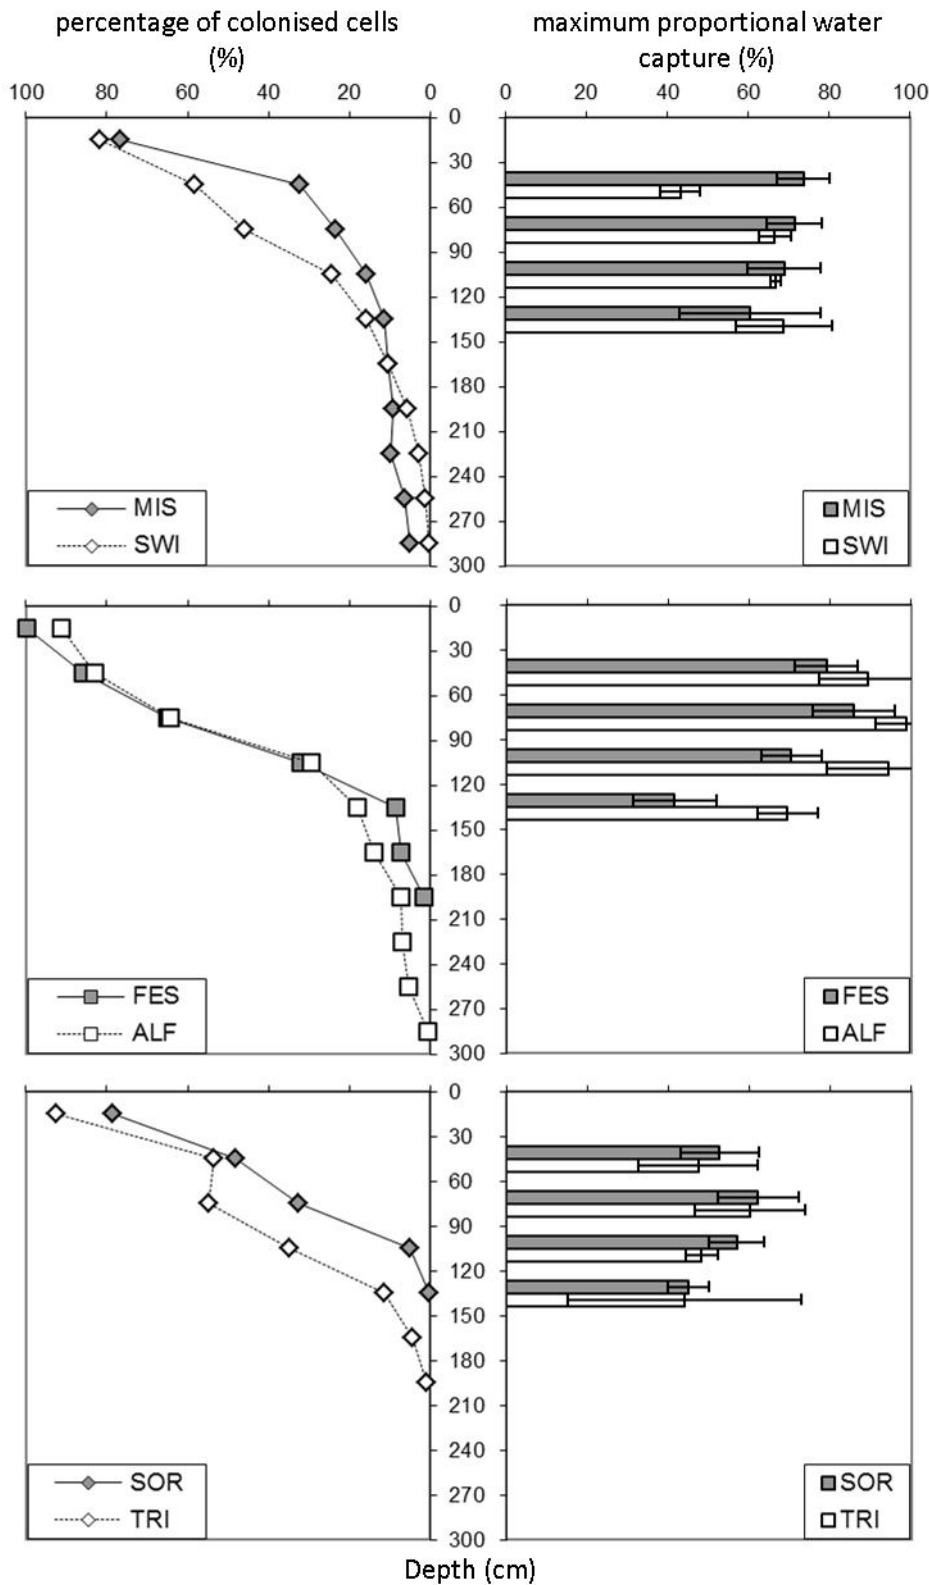 percentage of colonised cells
(%)
maximum proportional water
capture (%)
100 80 60 40 20 0
0 20 40 60 80 100
0
30
60
90
120
150
180
210
240
270
300
MIS
SWI
MIS
SWI
0
30
60
90
120
150
180
210
240
270
300
FES
ALF
FES
ALF
0
30
60
90
120
150
180
210
240
270
300
SOR
TRI
SOR
TRI
Depth (cm)